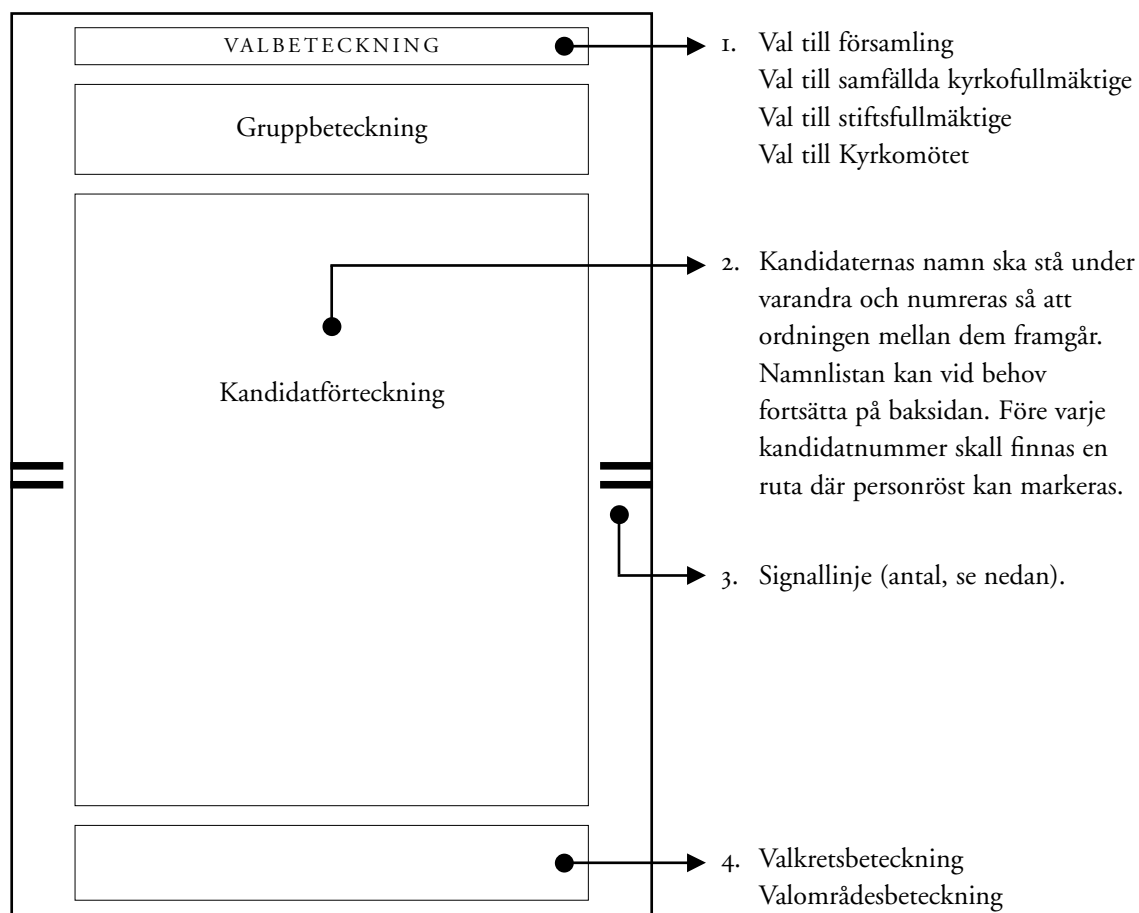 VALBETECKNING
Gruppbeteckning
Kandidatförteckning
1. Val till församling
Val till samfällda kyrkofullmäktige
Val till stiftsfullmäktige
Val till Kyrkomötet
2. Kandidaternas namn ska stå under
varandra och numreras så att
ordningen mellan dem framgår.
Namnlistan kan vid behov
fortsätta på baksidan. Före varje
kandidatnummer skall finnas en
ruta där personröst kan markeras.
3. Signallinje (antal, se nedan).
4. Valkretsbeteckning
Valområdesbeteckning